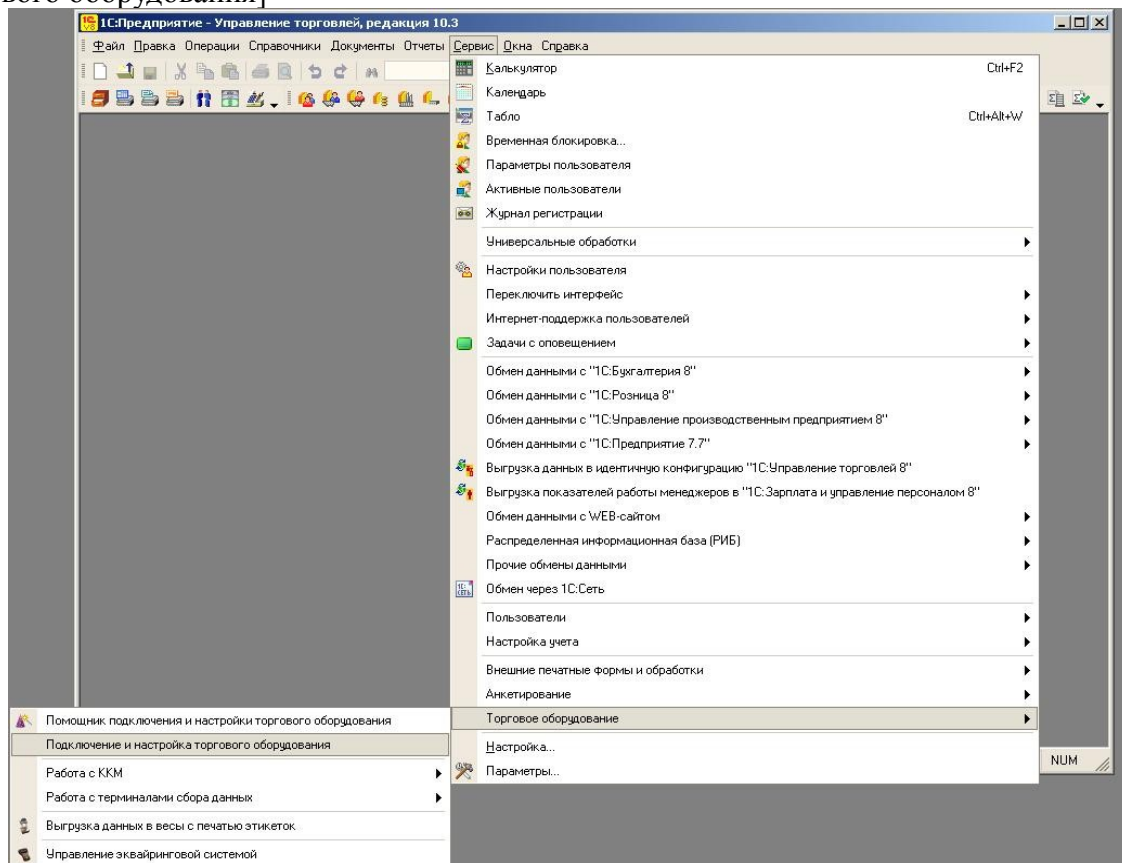 вого оборудования]
1С:Предприятие - Управление торговлей, редакция 10.3
Файл Правка Операции Справочники Документы Отчеты Сервис Окна Справка
Калькулятор Ctrl+F2
Календарь
Табло Ctrl+Alt+W
Временная блокировка...
Параметры пользователя
Активные пользователи
Журнал регистрации
Универсальные обработки
Настройки пользователя
Переключить интерфейс
Интернет-поддержка пользователей
Задачи с оповещением
Обмен данными с "1С:Бухгалтерия 8"
Обмен данными с "1С:Розница 8"
Обмен данными с "1С:Управление производственным предприятием 8"
Обмен данными с "1С:Предприятие 7.7"
Выгрузка данных в идентичную конфигурацию "1С:Управление торговлей 8"
Выгрузка показателей работы менеджеров в "1С:Зарплата и управление персоналом 8"
Обмен данными с WEB-сайтом
Распределенная информационная база (РИБ)
Прочие обмены данными
Обмен через 1С:Сеть
Пользователи
Настройка учета
Внешние печатные формы и обработки
Анкетирование
Торговое оборудование
Настройка...
Параметры...
NUM
Помощник подключения и настройки торгового оборудования
Подключение и настройка торгового оборудования
Работа с ККМ
Работа с терминалами сбора данных
Выгрузка данных в весы с печатью этикеток
Управление эквайринговой системой